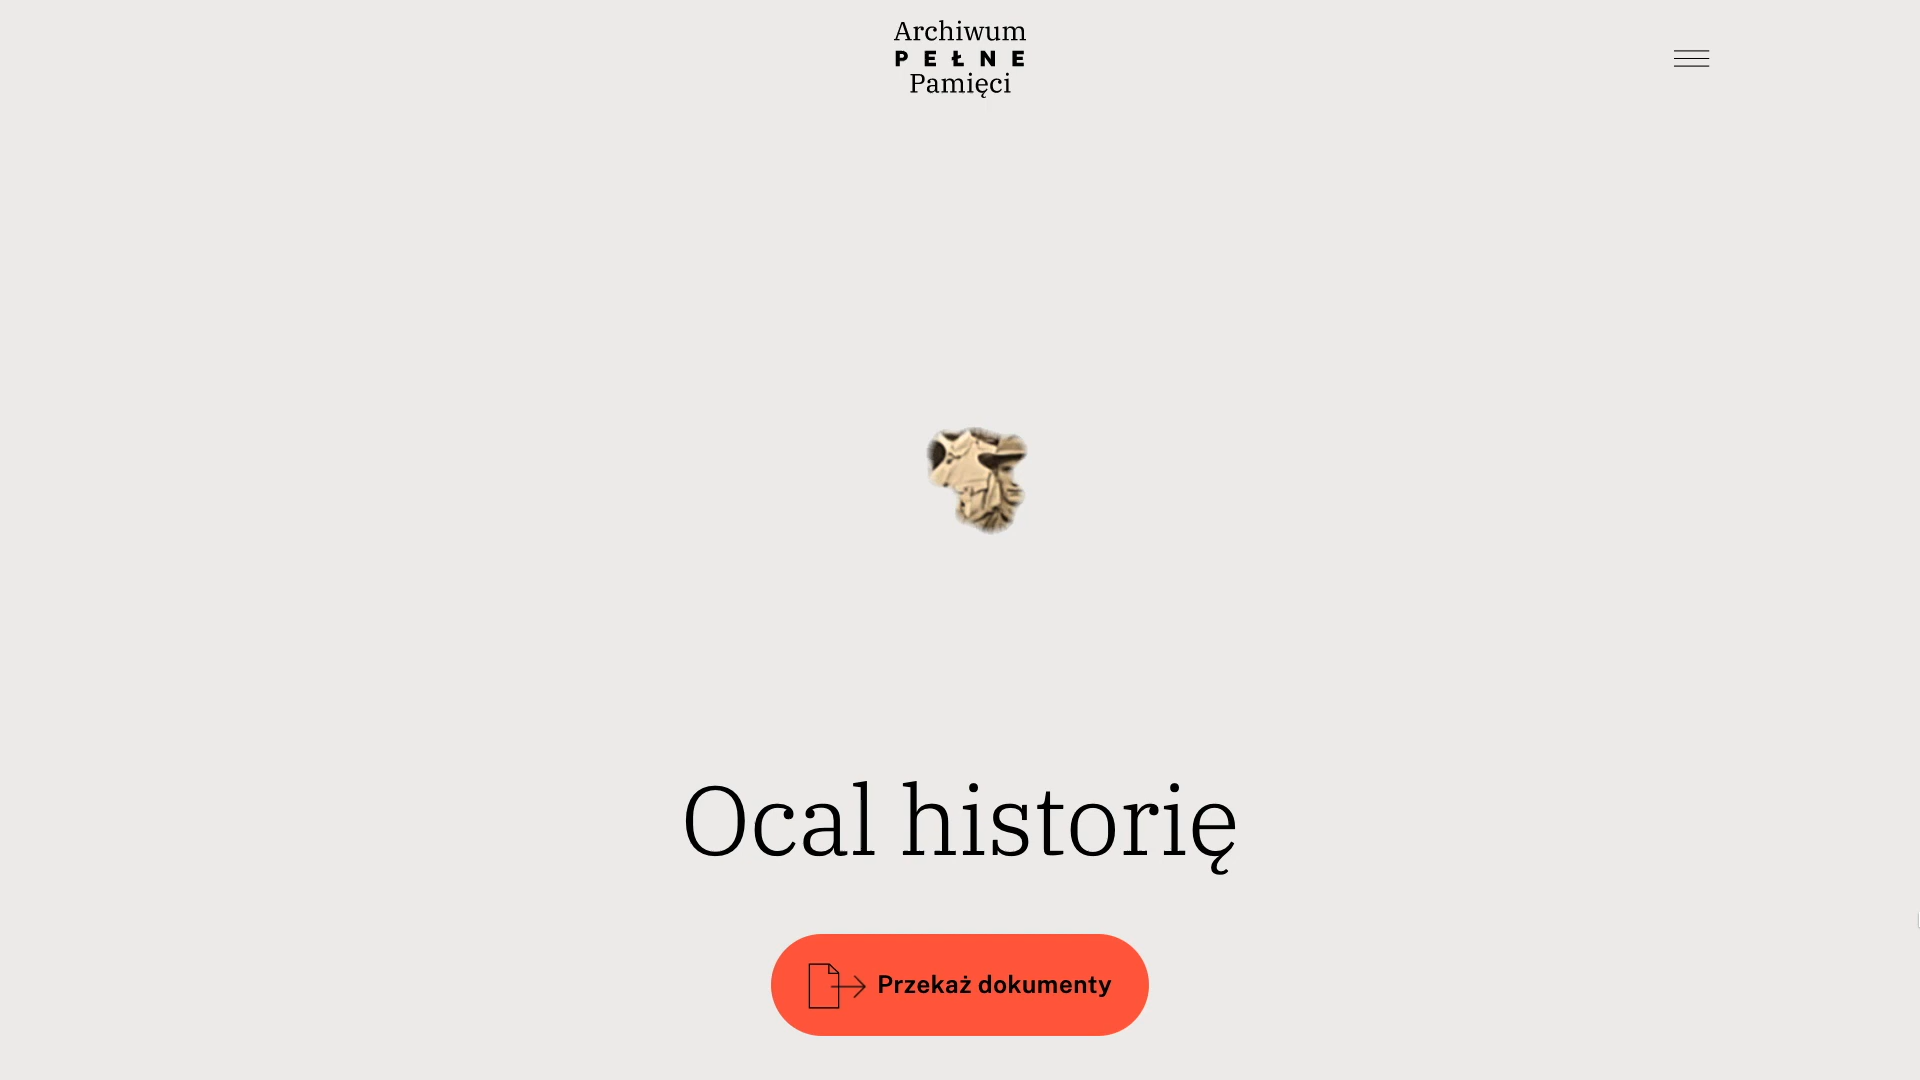 Archiwum
PEŁNE
Pamięci
Ocal historię
Przekaż dokumenty